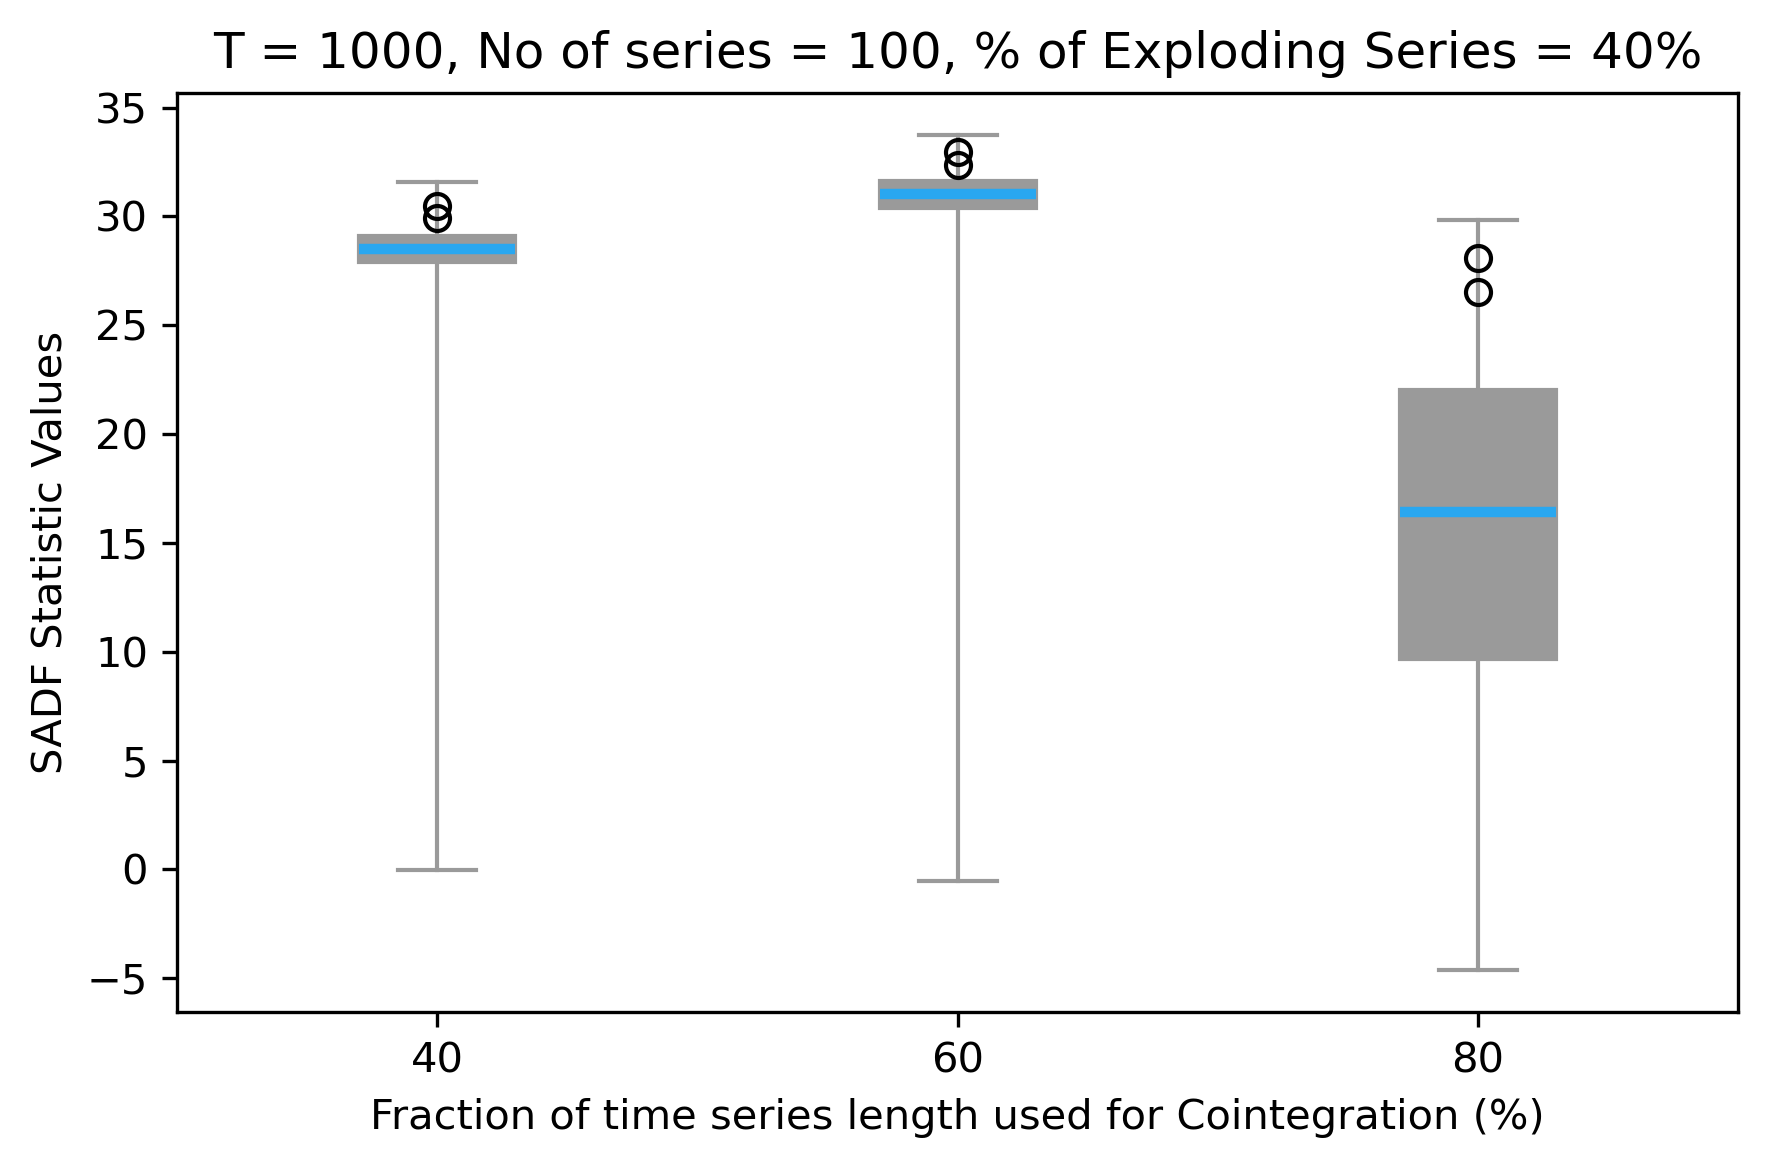 T = 1000, No of series = 100, % of Exploding Series = 40%
35
30
25
20
15
10
5
0
−5
SADF Statistic Values
40 60 80
Fraction of time series length used for Cointegration (%)